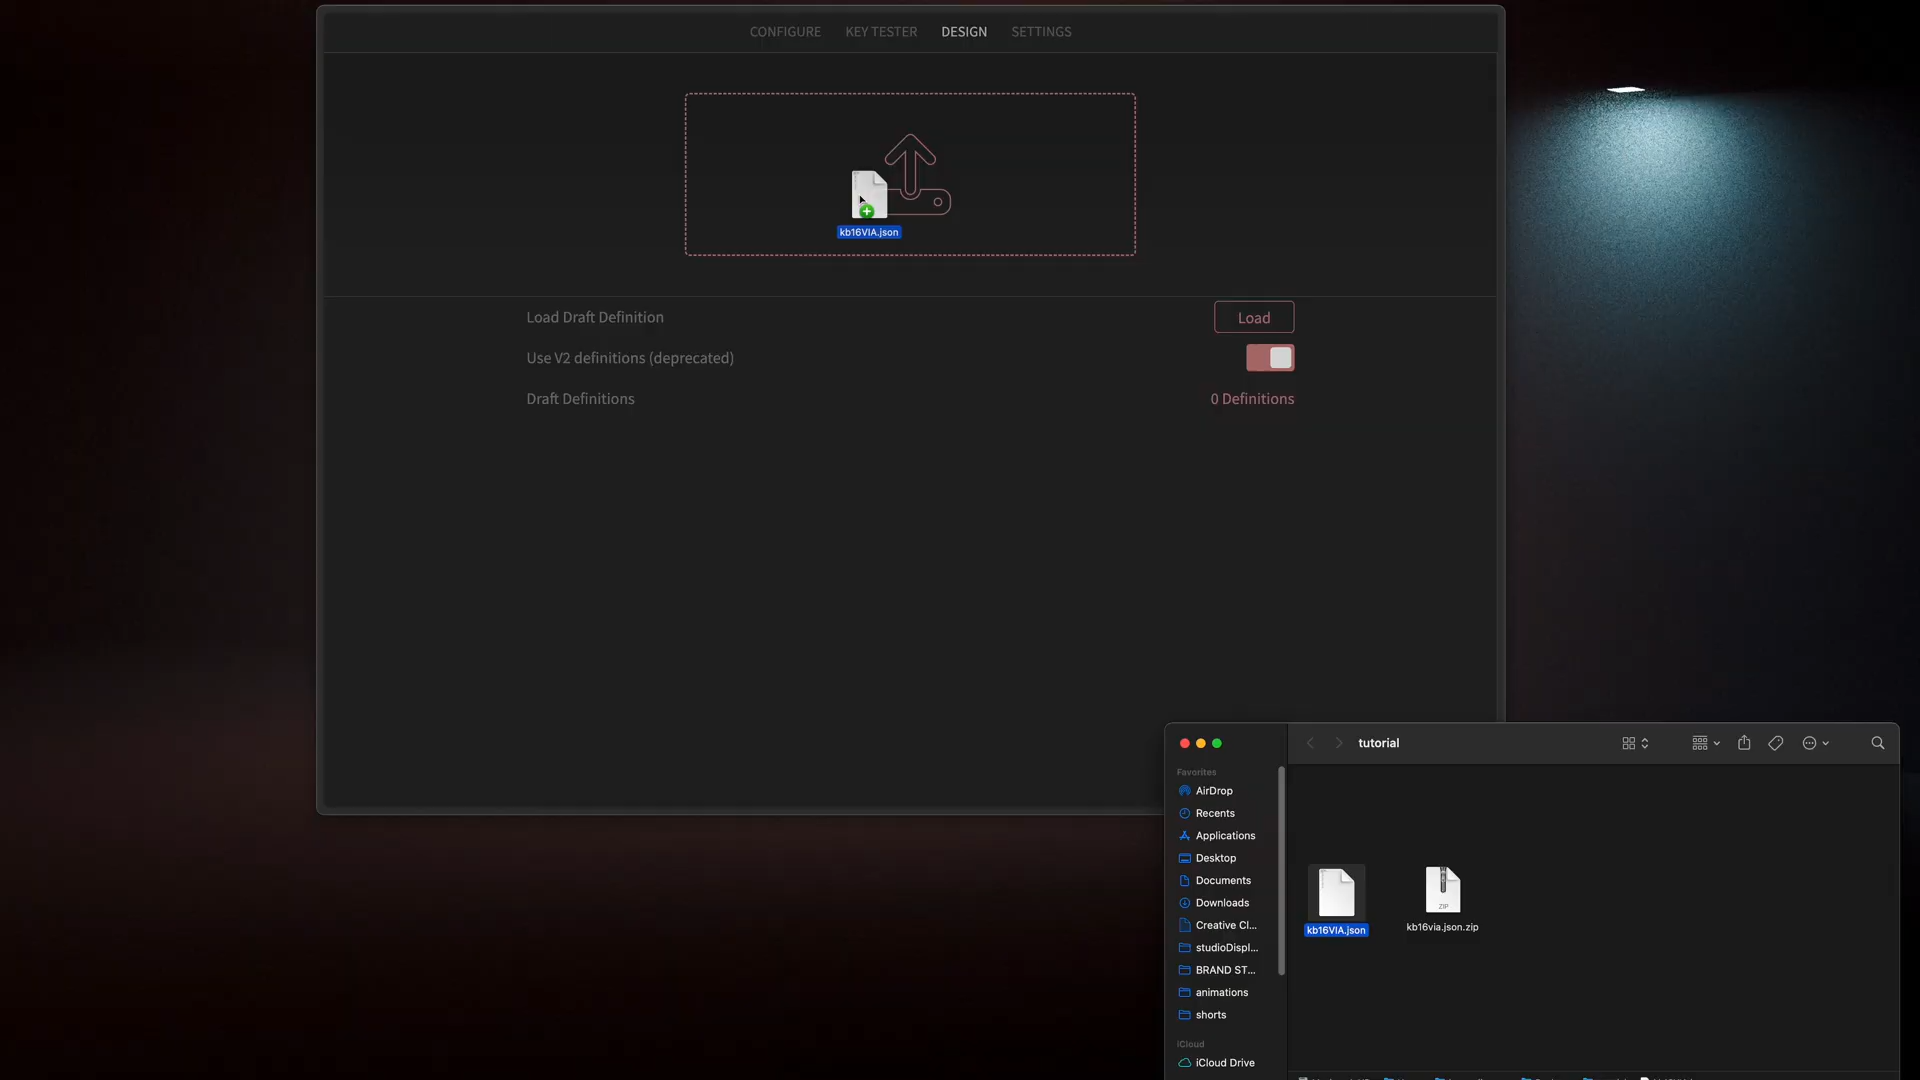 CONFIGURE KEY TESTER DESIGN SETTINGS
kb16VIA.json
Load Draft Definition Load
Use V2 definitions (deprecated)
Draft Definitions 0 Definitions
tutorial
Favorites
AirDrop
Recents
Applications
Desktop
Documents
Downloads
Creative Cl...
studioDispl...
BRAND ST...
animations
shorts
iCloud
iCloud Drive
ZIP
kb16VIA.json
kb16via.json.zip